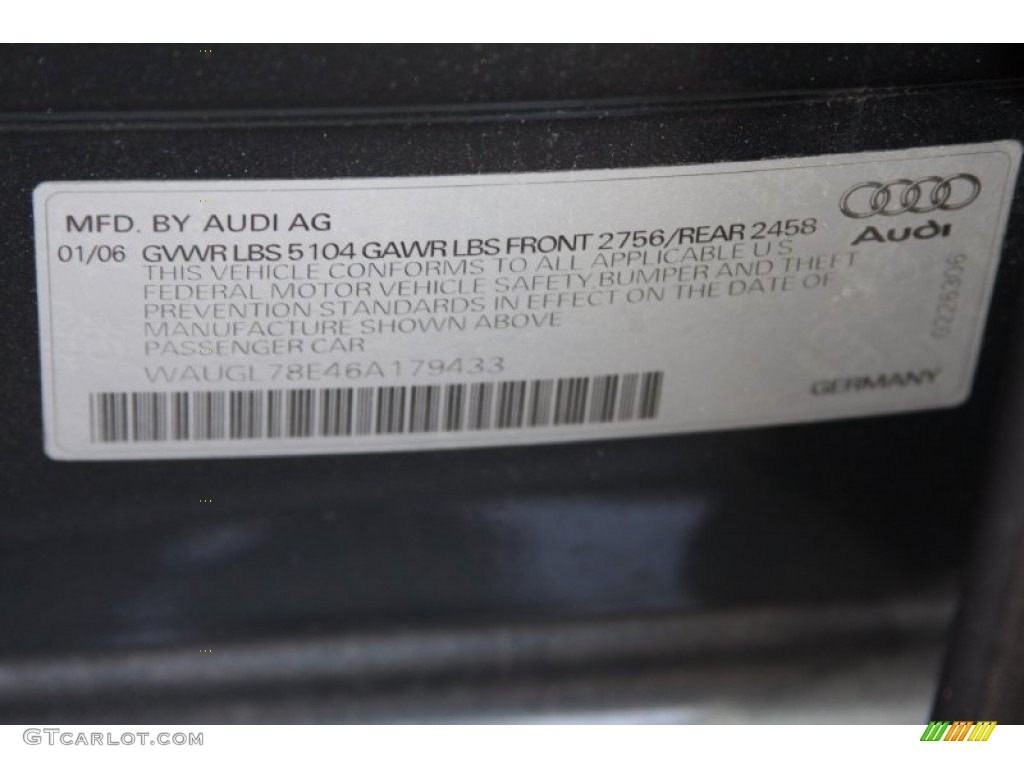 MFD. BY AUDI AG
01/06 GVWR LBS 5104 GAWR LBS FRONT 2756/REAR 2458
THIS VEHICLE CONFORMS TO ALL APPLICABLE U S
FEDERAL MOTOR VEHICLE SAFETY, BUMPER AND THEFT
PREVENTION STANDARDS IN EFFECT ON THE DATE OF
MANUFACTURE SHOWN ABOVE
PASSENGER CAR
WAUGL78E46A179433
Audi
0226306
GERMANY
GTcarlot.com